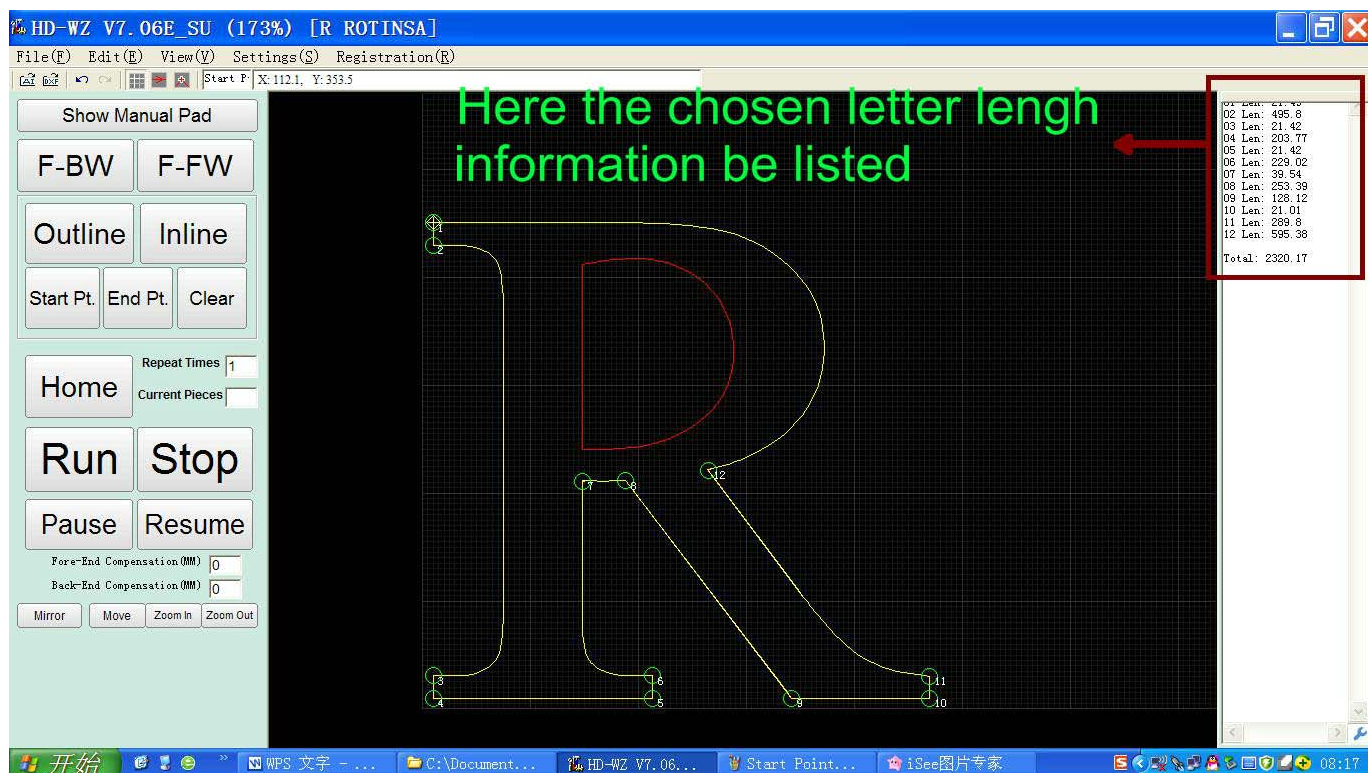 HD-WZ V7.06E_SU (173%) [R ROTINSA]
File(F) Edit(E) View(V) Settings(S) Registration(R)
Start P X: 112.1, Y: 353.5
Show Manual Pad
F-BW F-FW
Outline Inline
Start Pt. End Pt. Clear
Home
Repeat Times 1
Current Pieces
Run Stop
Pause Resume
Fore-End Compensation(MM) 0
Back-End Compensation(MM) 0
Mirror Move Zoom In Zoom Out
Here the chosen letter lengh
information be listed
1
2
3
4
5
6
7
8
9
10
11
12
01 Len: 21.43
02 Len: 495.8
03 Len: 21.42
04 Len: 203.77
05 Len: 21.42
06 Len: 229.02
07 Len: 39.54
08 Len: 253.39
09 Len: 128.12
10 Len: 21.01
11 Len: 289.8
12 Len: 595.38
Total: 2320.17
开始 WPS 文字 - ... C:\Document... HD-WZ V7.06... Start Point... iSee图片专家 08:17